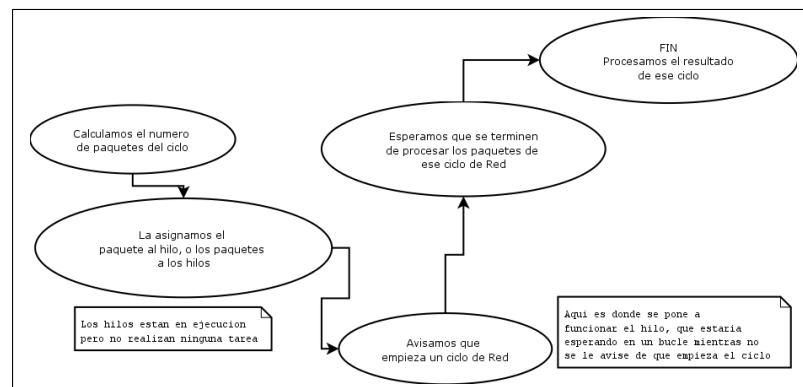 Calculamos el numero
de paquetes del ciclo
La asignamos el
paquete al hilo, o los paquetes
a los hilos
Los hilos estan en ejecucion
pero no realizan ninguna tarea
Avisamos que
empieza un ciclo de Red
Aqui es donde se pone a
funcionar el hilo, que estaria
esperando en un bucle mientras no
se le avise de que empieza el ciclo
Esperamos que se terminen
de procesar los paquetes de
ese ciclo de Red
FIN
Procesamos el resultado
de ese ciclo